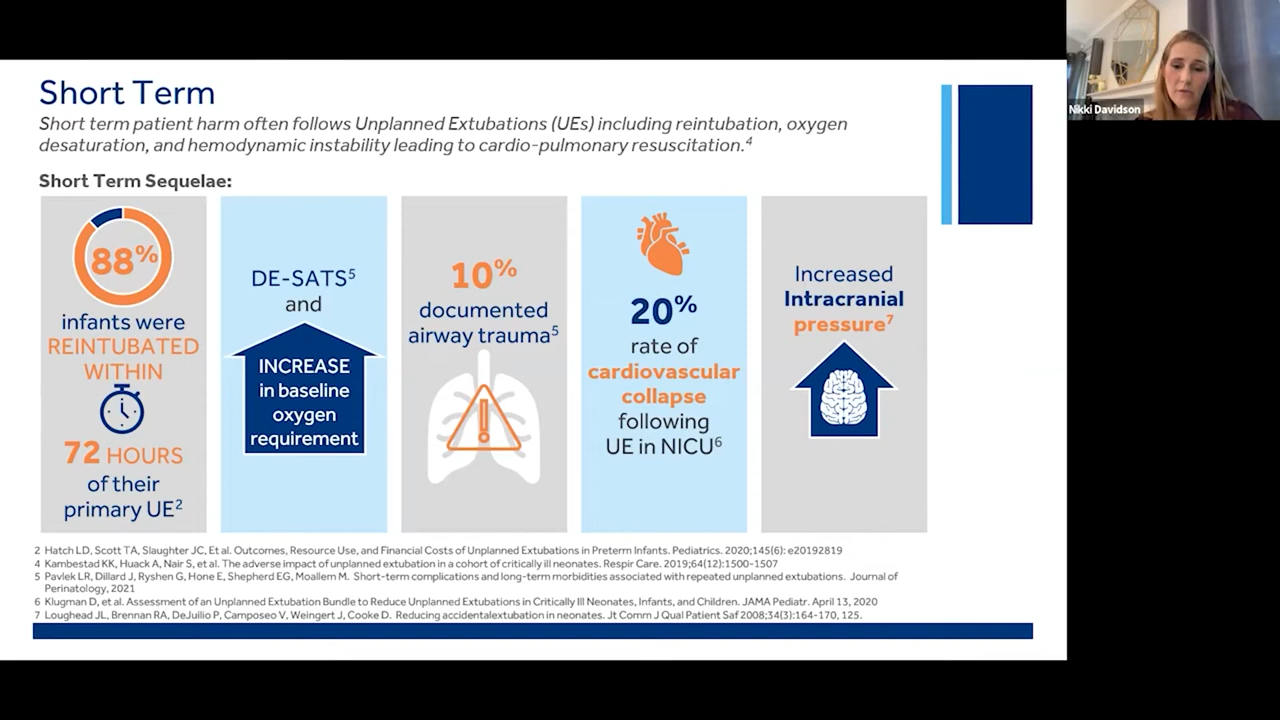 Short Term
Short term patient harm often follows Unplanned Extubations (UEs) including reintubation, oxygen
desaturation, and hemodynamic instability leading to cardio-pulmonary resuscitation.4
Short Term Sequelae:
88%
infants were
REINTUBATED
WITHIN
72 HOURS
of their
primary UE2
DE-SATS5
and
INCREASE
in baseline
oxygen
requirement
10%
documented
airway trauma5
20%
rate of
cardiovascular
collapse
following
UE in NICU6
Increased
Intracranial
pressure7
2 Hatch LD, Scott TA, Slaughter JC, Et al. Outcomes, Resource Use, and Financial Costs of Unplanned Extubations in Preterm Infants. Pediatrics. 2020;145(6): e20192819
4 Kambestad KK, Huack A, Nair S, et al. The adverse impact of unplanned extubation in a cohort of critically ill neonates. Respir Care. 2019;64(12):1500-1507
5 Pavlek LR, Dillard J, Ryshen G, Hone E, Shepherd EG, Moallem M. Short-term complications and long-term morbidities associated with repeated unplanned extubations. Journal of
Perinatology, 2021
6 Klugman D, et al. Assessment of an Unplanned Extubation Bundle to Reduce Unplanned Extubations in Critically Ill Neonates, Infants, and Children. JAMA Pediatr. April 13, 2020
7 Loughead JL, Brennan RA, DeJuilio P, Camposeo V, Weingert J, Cooke D. Reducing accidentalextubation in neonates. Jt Comm J Qual Patient Saf 2008;34(3):164-170, 125.
Nikki Davidson